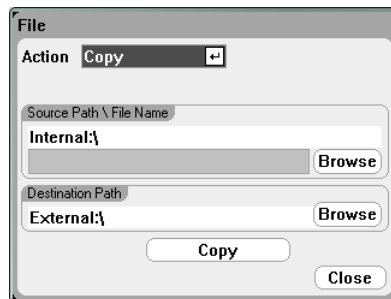 File
Action Copy
Source Path \ File Name
Internal:\
Browse
Destination Path
External:\
Browse
Copy
Close